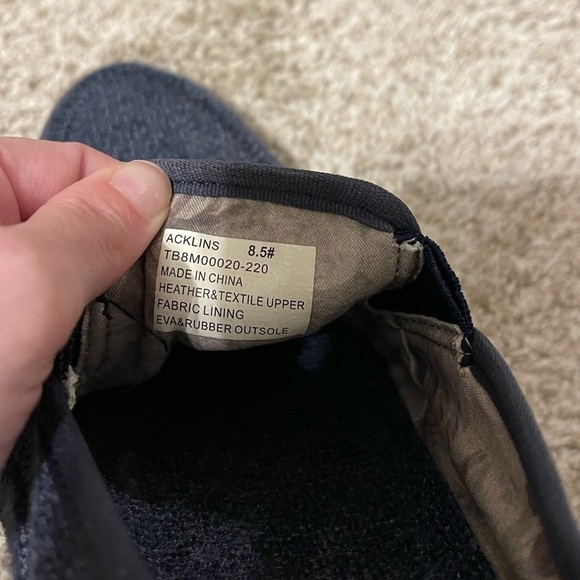 ACKLINS 8.5#
TB8M00020-220
MADE IN CHINA
HEATHER&TEXTILE UPPER
FABRIC LINING
EVA&RUBBER OUTSOLE